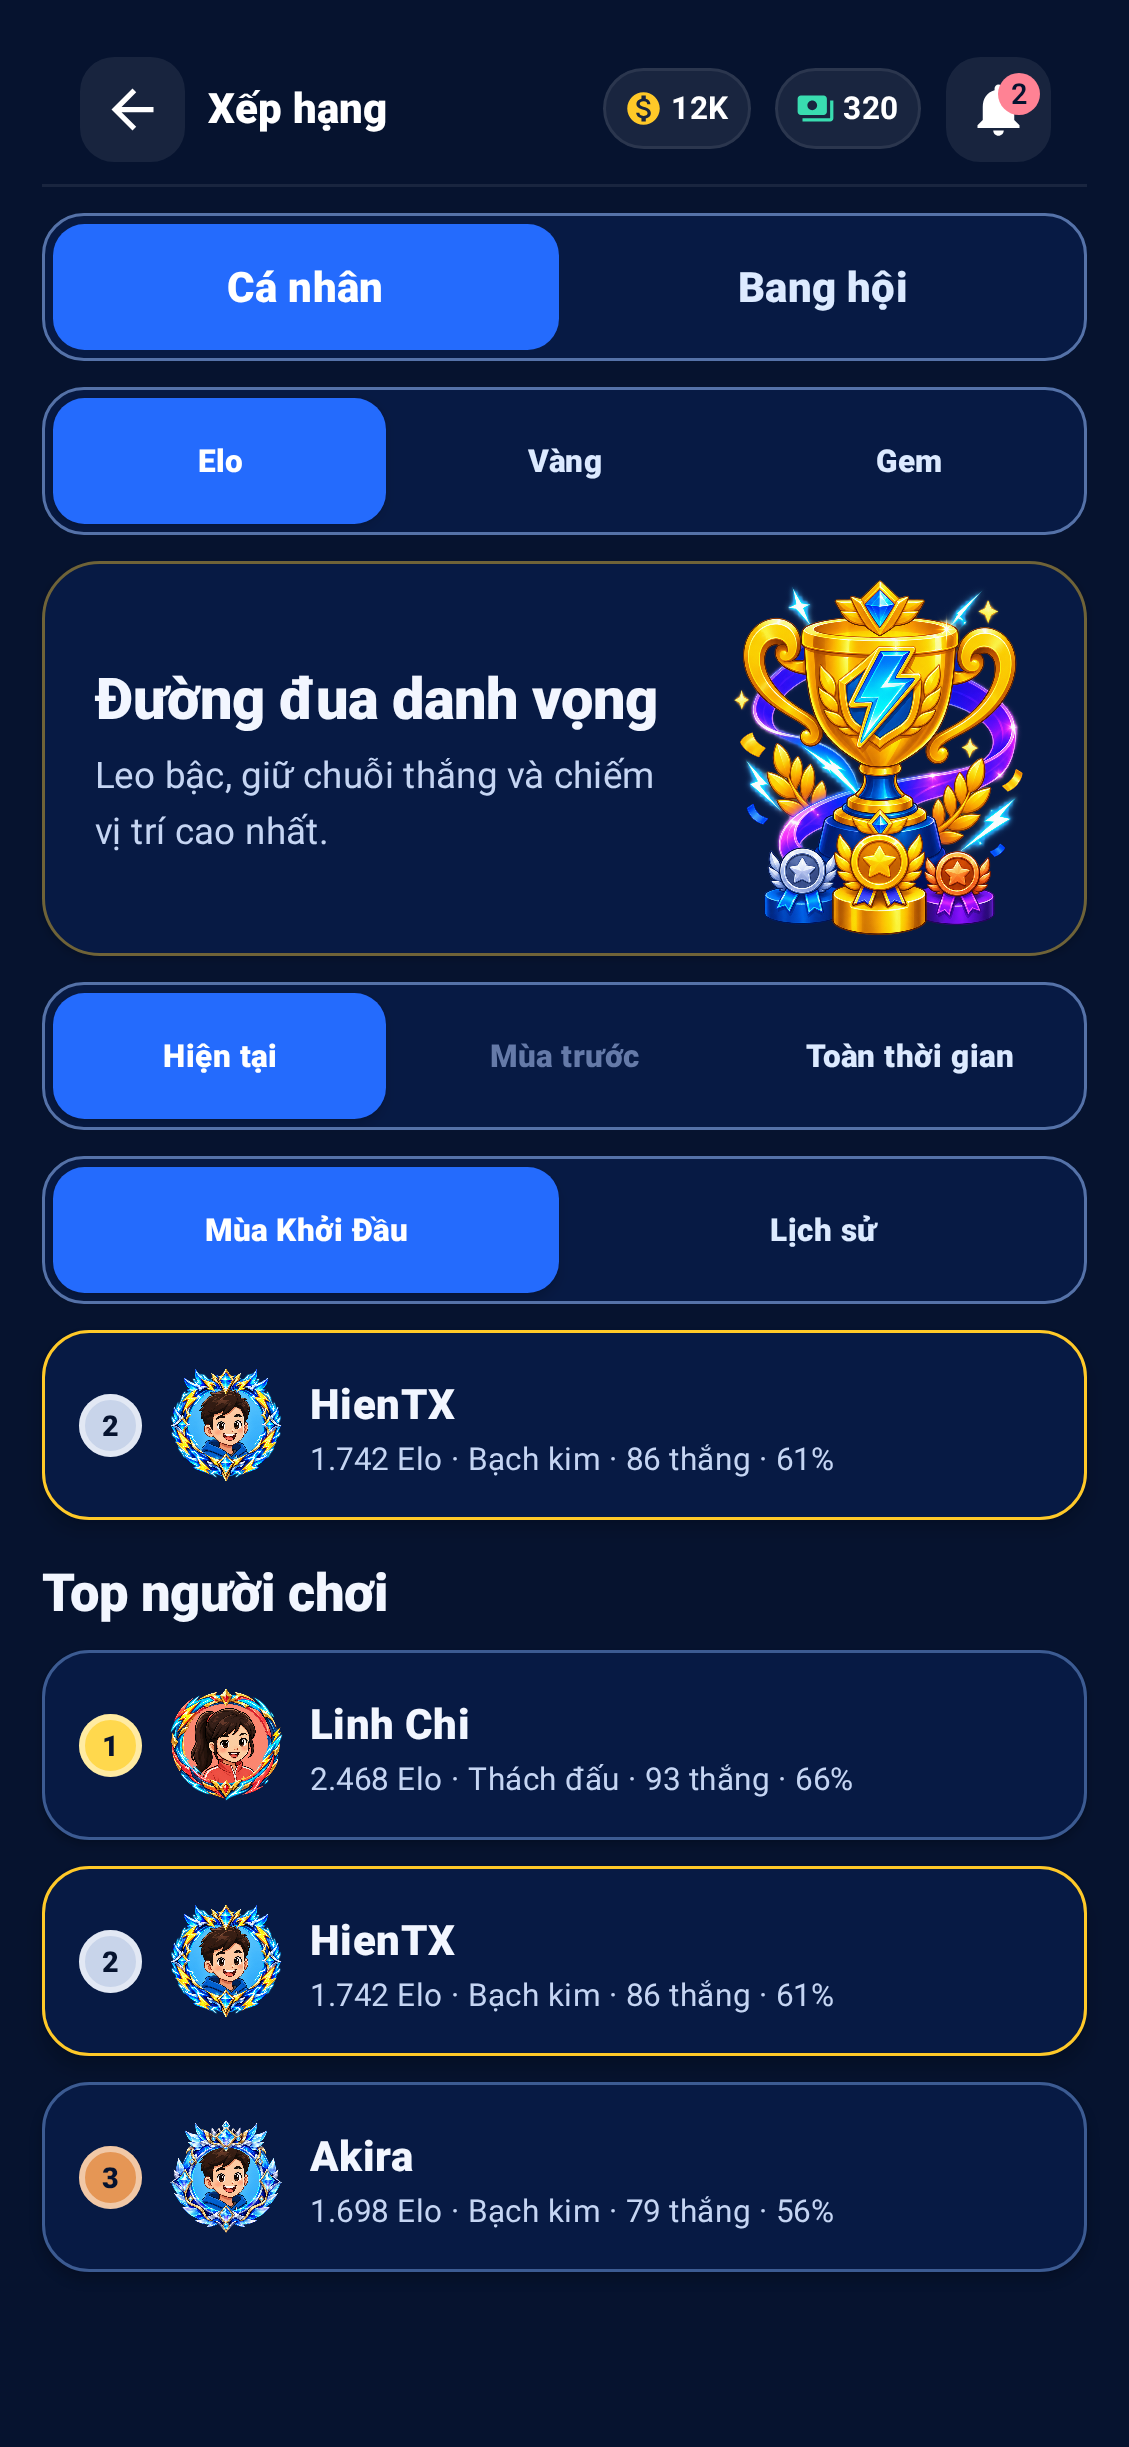 Xếp hạng
12K
320
2
Cá nhân
Bang hội
Elo
Vàng
Gem
Đường đua danh vọng
Leo bậc, giữ chuỗi thắng và chiếm
vị trí cao nhất.
Hiện tại
Mùa trước
Toàn thời gian
Mùa Khởi Đầu
Lịch sử
2
HienTX
1.742 Elo · Bạch kim · 86 thắng · 61%
Top người chơi
1
Linh Chi
2.468 Elo · Thách đấu · 93 thắng · 66%
2
HienTX
1.742 Elo · Bạch kim · 86 thắng · 61%
3
Akira
1.698 Elo · Bạch kim · 79 thắng · 56%